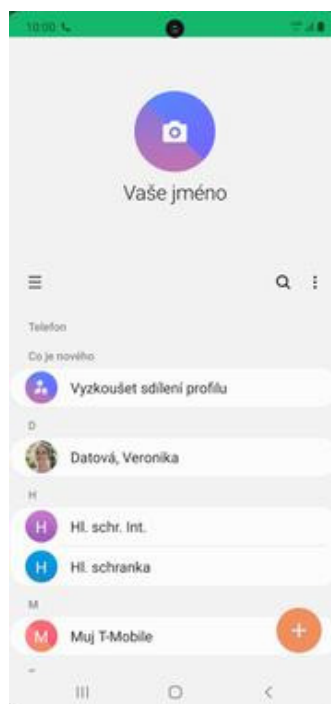 10:00
Vaše jméno
Telefon
Co je nového
Vyzkoušet sdílení profilu
D
Datová, Veronika
H
H Hl. schr. Int.
H Hl. schranka
M
M Muj T-Mobile